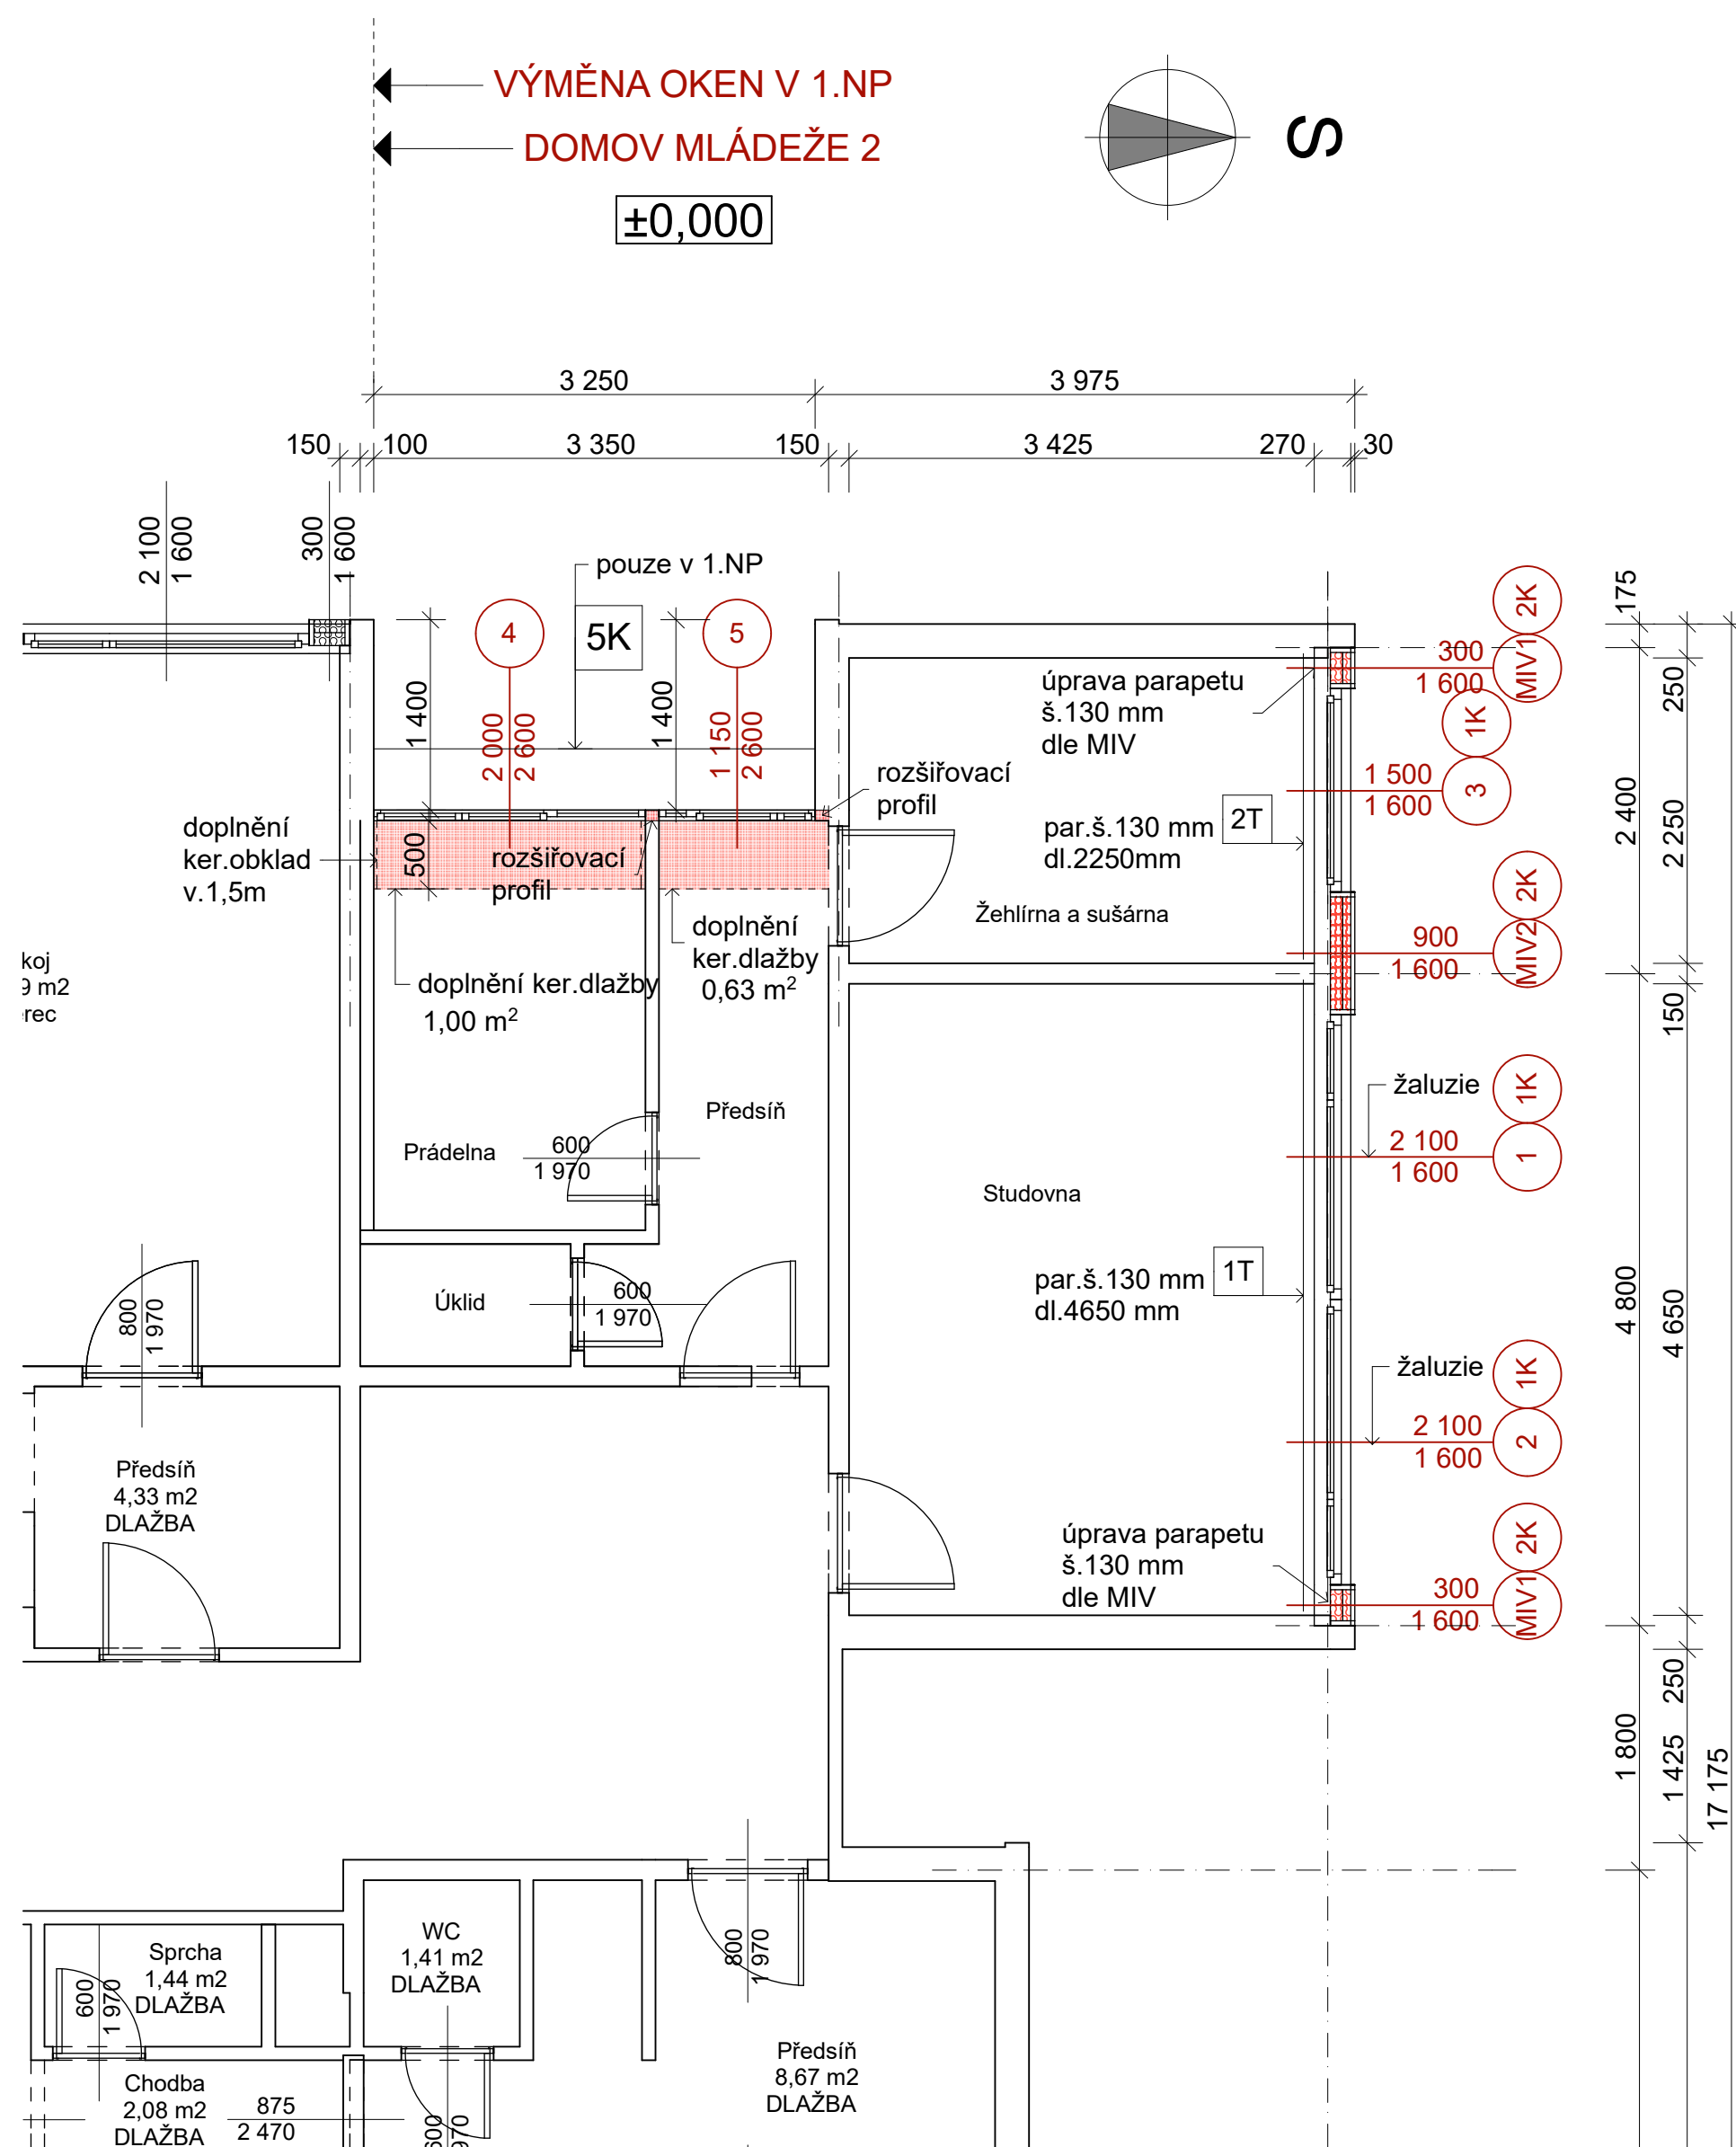 VÝMĚNA OKEN V 1.NP
DOMOV MLÁDEŽE 2
±0,000
S
3 250
3 975
150
100
3 350
150
3 425
270
30
2 100
1 600
300
1 600
pouze v 1.NP
4
5K
5
1 400
2 000
2 600
1 400
1 150
2 600
úprava parapetu
š.130 mm
dle MIV
2K
300
1 600
MIV1
1K
1 500
1 600
3
175
250
2 400
2 250
rozšiřovací
profil
par.š.130 mm
dl.2250mm
2T
doplnění
ker.obklad
v.1,5m
500
rozšiřovací
profil
Žehlírna a sušárna
2K
900
1 600
MIV2
150
doplnění
ker.dlažby
0,63 m2
doplnění ker.dlažby
1,00 m2
koj
9 m2
rec
žaluzie
1K
2 100
1 600
1
Předsíň
Prádelna
600
1 970
Studovna
par.š.130 mm
dl.4650 mm
1T
4 800
4 650
Úklid
600
1 970
800
1 970
žaluzie
1K
2 100
1 600
2
Předsíň
4,33 m2
DLAŽBA
úprava parapetu
š.130 mm
dle MIV
2K
300
1 600
MIV1
250
1 800
1 425
17 175
WC
1,41 m2
DLAŽBA
Sprcha
1,44 m2
DLAŽBA
600
1 970
800
1 970
Předsíň
8,67 m2
DLAŽBA
Chodba
2,08 m2
DLAŽBA
875
2 470
600
970